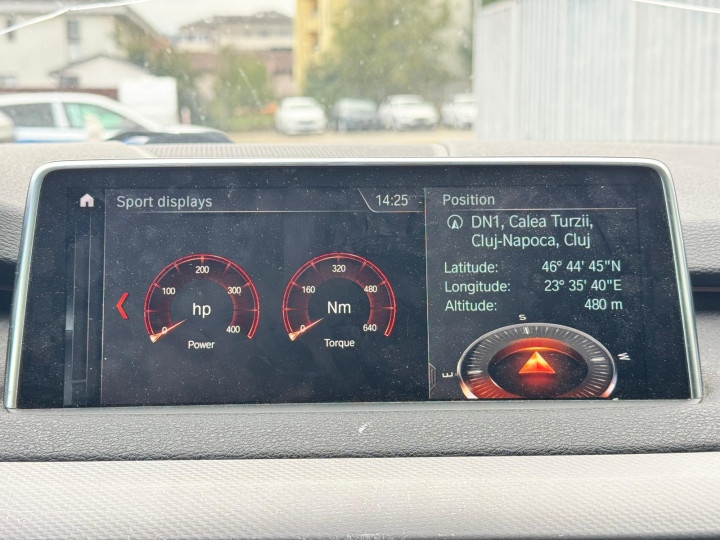 Sport displays
14:25
Position
DN1, Calea Turzii,
Cluj-Napoca, Cluj
Latitude: 46° 44' 45"N
Longitude: 23° 35' 40"E
Altitude: 480 m
0 100 200 300 400
hp
Power
0 160 320 480 640
Nm
Torque
E S W